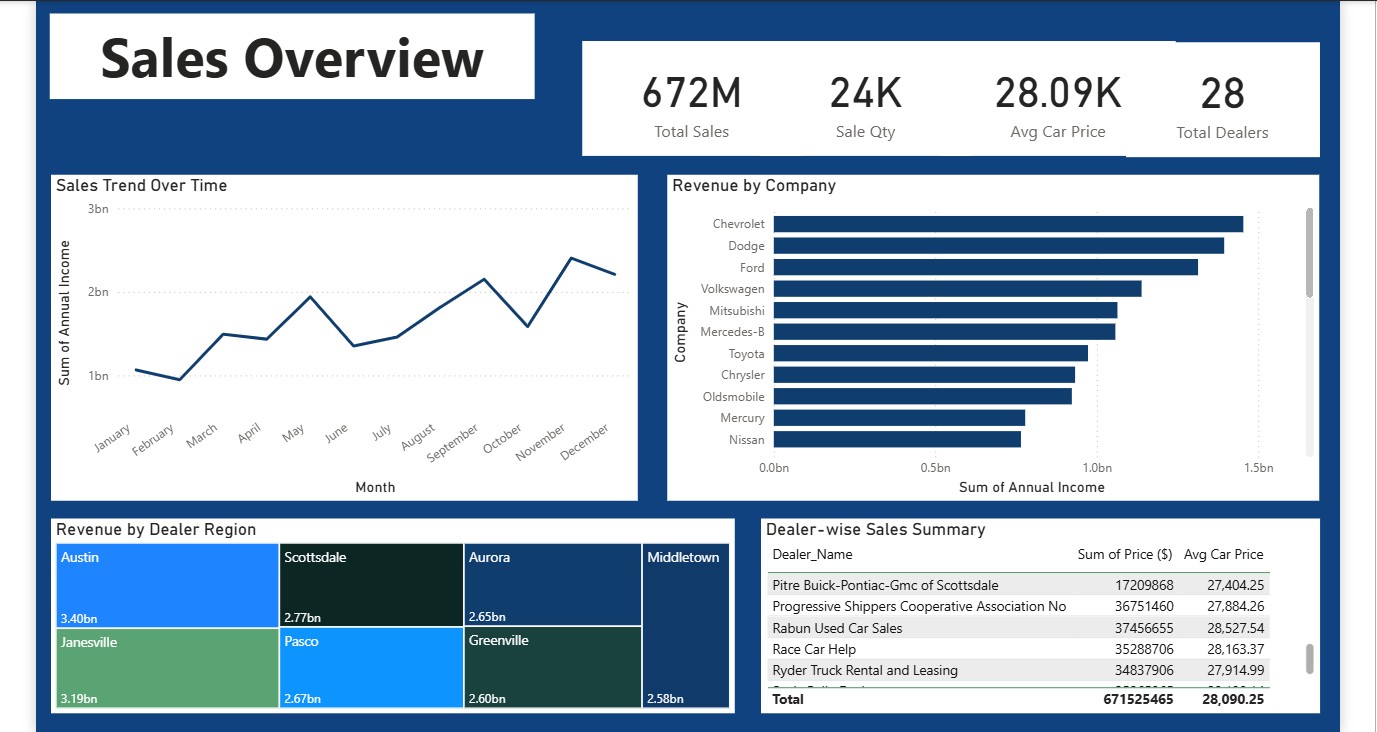 Sales Overview
672M
Total Sales
24K
Sale Qty
28.09K
Avg Car Price
28
Total Dealers
Sales Trend Over Time
Sum of Annual Income
3bn
2bn
1bn
January
February
March
April
May
June
July
August
September
October
November
December
Month
Revenue by Company
Company
Chevrolet
Dodge
Ford
Volkswagen
Mitsubishi
Mercedes-B
Toyota
Chrysler
Oldsmobile
Mercury
Nissan
0.0bn 0.5bn 1.0bn 1.5bn
Sum of Annual Income
Revenue by Dealer Region
Austin
3.40bn
Janesville
3.19bn
Scottsdale
2.77bn
Pasco
2.67bn
Aurora
2.65bn
Greenville
2.60bn
Middletown
2.58bn
Dealer-wise Sales Summary
Dealer_Name Sum of Price ($) Avg Car Price
Pitre Buick-Pontiac-Gmc of Scottsdale 17209868 27,404.25
Progressive Shippers Cooperative Association No 36751460 27,884.26
Rabun Used Car Sales 37456655 28,527.54
Race Car Help 35288706 28,163.37
Ryder Truck Rental and Leasing 34837906 27,914.99
Total 671525465 28,090.25